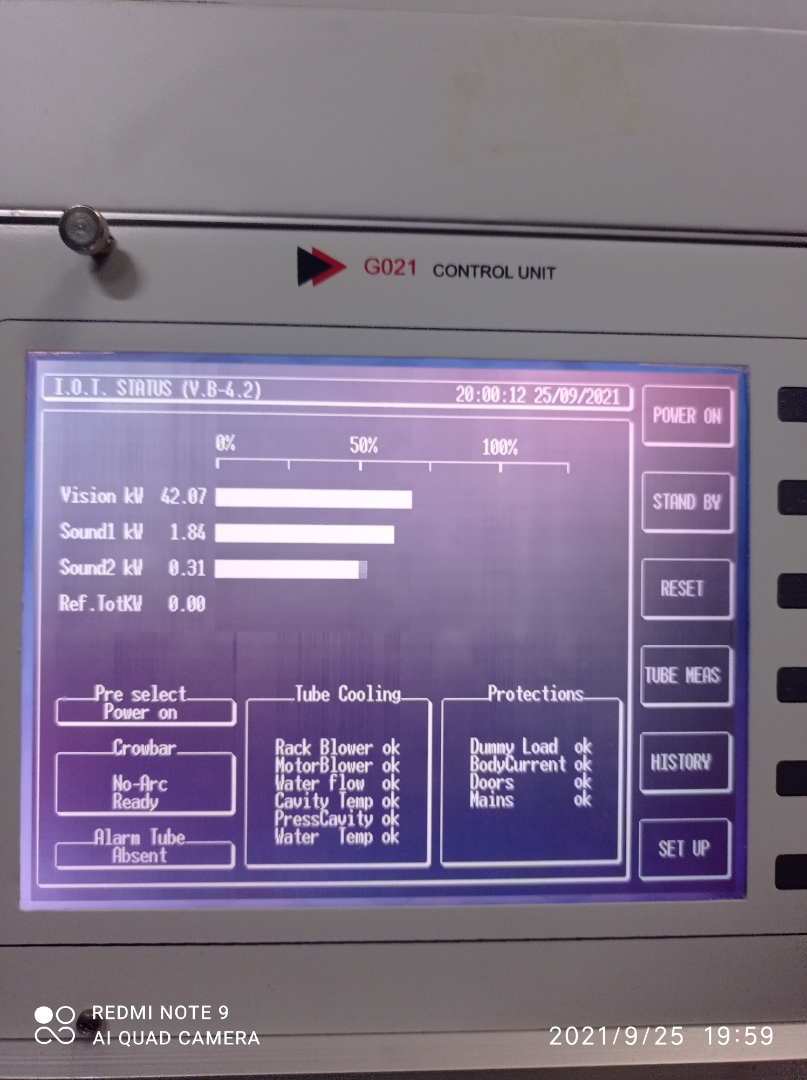 G021 CONTROL UNIT
I.O.T. STATUS (V.B-4.2) 20:00:12 25/09/2021
POWER ON
0% 50% 100%
Vision kW 42.07
STAND BY
Sound1 kW 1.84
Sound2 kW 0.31
RESET
Ref.TotKW 0.00
TUBE MEAS
Pre select
Power on
Crowbar
No-Arc
Ready
Alarm Tube
Absent
Tube Cooling
Rack Blower ok
MotorBlower ok
Water flow ok
Cavity Temp ok
PressCavity ok
Water Temp ok
Protections
Dummy Load ok
BodyCurrent ok
Doors ok
Mains ok
HISTORY
SET UP
REDMI NOTE 9
AI QUAD CAMERA
2021/9/25 19:59